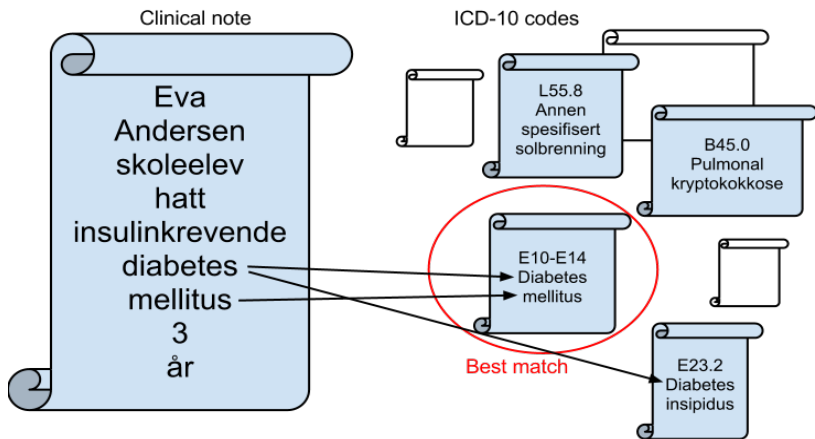 Clinical note
Eva
Andersen
skoleelev
hatt
insulinkrevende
diabetes
mellitus
3
år
ICD-10 codes
L55.8
Annen
spesifisert
solbrenning
B45.0
Pulmonal
kryptokokkose
E10-E14
Diabetes
mellitus
Best match
E23.2
Diabetes
insipidus